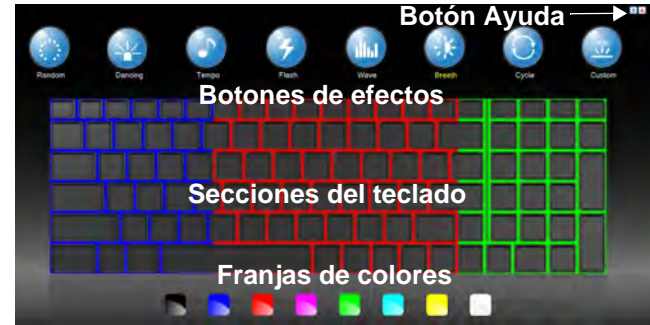 Botón Ayuda
Random Dancing Tempo Flash Wave Breath Cycle Custom
Botones de efectos
Secciones del teclado
Franjas de colores